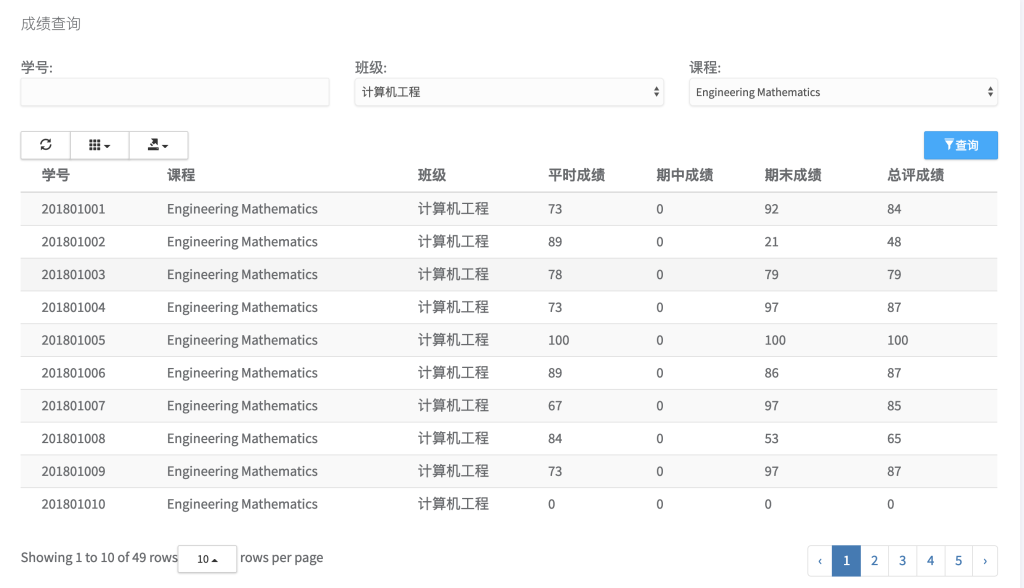 成绩查询
学号: 班级: 课程:
计算机工程 Engineering Mathematics
查询
学号 课程 班级 平时成绩 期中成绩 期末成绩 总评成绩
201801001 Engineering Mathematics 计算机工程 73 0 92 84
201801002 Engineering Mathematics 计算机工程 89 0 21 48
201801003 Engineering Mathematics 计算机工程 78 0 79 79
201801004 Engineering Mathematics 计算机工程 73 0 97 87
201801005 Engineering Mathematics 计算机工程 100 0 100 100
201801006 Engineering Mathematics 计算机工程 89 0 86 87
201801007 Engineering Mathematics 计算机工程 67 0 97 85
201801008 Engineering Mathematics 计算机工程 84 0 53 65
201801009 Engineering Mathematics 计算机工程 73 0 97 87
201801010 Engineering Mathematics 计算机工程 0 0 0 0
Showing 1 to 10 of 49 rows 10 rows per page ‹ 1 2 3 4 5 ›